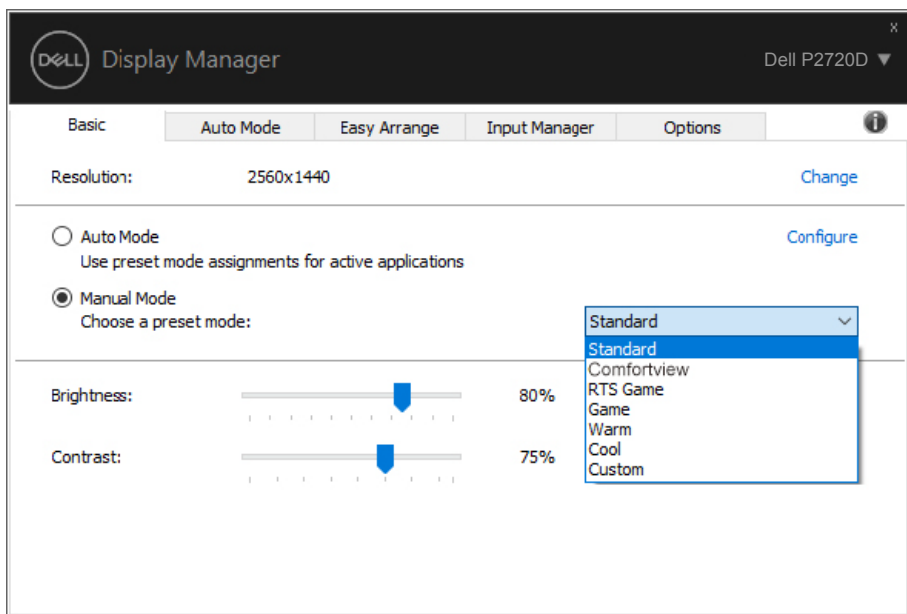 x
DELL Display Manager Dell P2720D ▼
Basic Auto Mode Easy Arrange Input Manager Options i
Resolution: 2560x1440 Change
Auto Mode Configure
Use preset mode assignments for active applications
Manual Mode
Choose a preset mode: Standard
Standard
Comfortview
RTS Game
Game
Warm
Cool
Custom
Brightness: 80%
Contrast: 75%